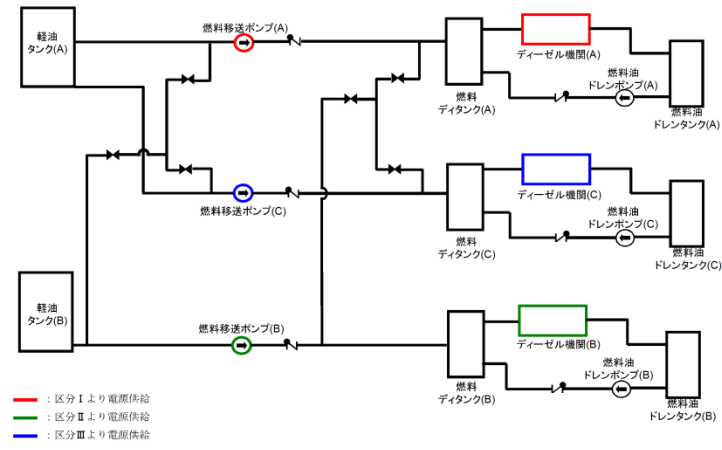 軽油
タンク(A)
燃料移送ポンプ(A)
燃料
ディタンク(A)
ディーゼル機関(A)
燃料油
ドレンポンプ(A)
燃料油
ドレンタンク(A)
燃料移送ポンプ(C)
燃料
ディタンク(C)
ディーゼル機関(C)
燃料油
ドレンポンプ(C)
燃料油
ドレンタンク(C)
軽油
タンク(B)
燃料移送ポンプ(B)
燃料
ディタンク(B)
ディーゼル機関(B)
燃料油
ドレンポンプ(B)
燃料油
ドレンタンク(B)
：区分Ⅰより電源供給
：区分Ⅱより電源供給
：区分Ⅲより電源供給